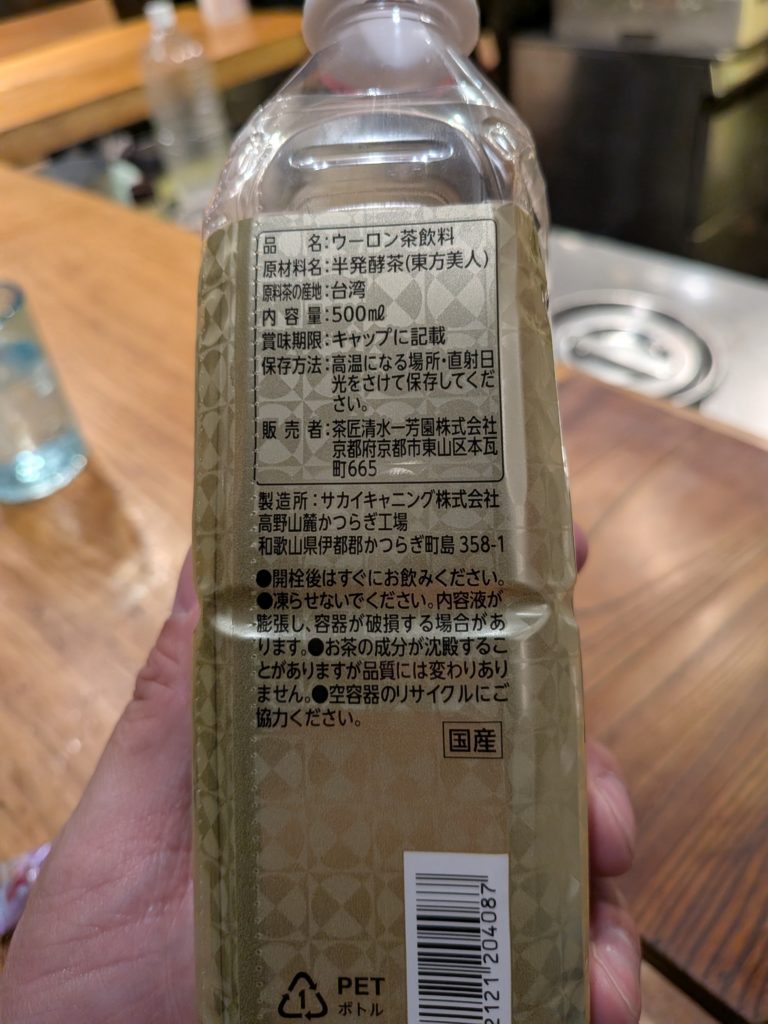 品　名：ウーロン茶飲料
原材料名：半発酵茶(東方美人)
原料茶の産地：台湾
内容量：500㎖
賞味期限：キャップに記載
保存方法：高温になる場所・直射日
光をさけて保存してくだ
さい。
販売者：茶匠清水一芳園株式会社
京都府京都市東山区本瓦
町665
製造所：サカイキャニング株式会社
高野山麓かつらぎ工場
和歌山県伊都郡かつらぎ町島 358-1
●開栓後はすぐにお飲みください。
●凍らせないでください。内容液が
膨張し、容器が破損する場合があ
ります。●お茶の成分が沈殿するこ
とがありますが品質には変わりあり
ません。●空容器のリサイクルにご
協力ください。
国産
2121 204087
1 PET
ボトル